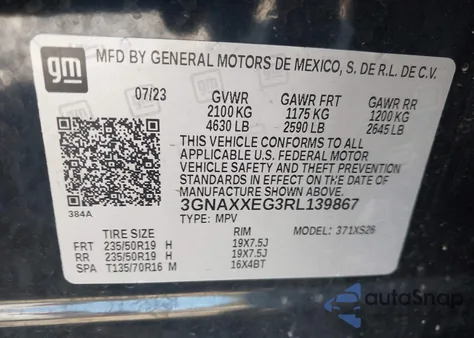 gm
MFD BY GENERAL MOTORS DE MEXICO, S. DE R.L. DE C.V.
07/23 GVWR GAWR FRT GAWR RR
2100 KG 1175 KG 1200 KG
4630 LB 2590 LB 2645 LB
THIS VEHICLE CONFORMS TO ALL
APPLICABLE U.S. FEDERAL MOTOR
VEHICLE SAFETY STANDARDS IN
EFFECT ON THE DATE OF
MANUFACTURE SHOWN ABOVE.
384A 3GNAXXEG3RL139867
TYPE: MPV MODEL: 371XS26
TIRE SIZE RIM
FRT 235/50R19 H 19X7.5J
RR 235/50R19 H 19X7.5J
SPA T135/70R16 M 16X4BT
autoSnap